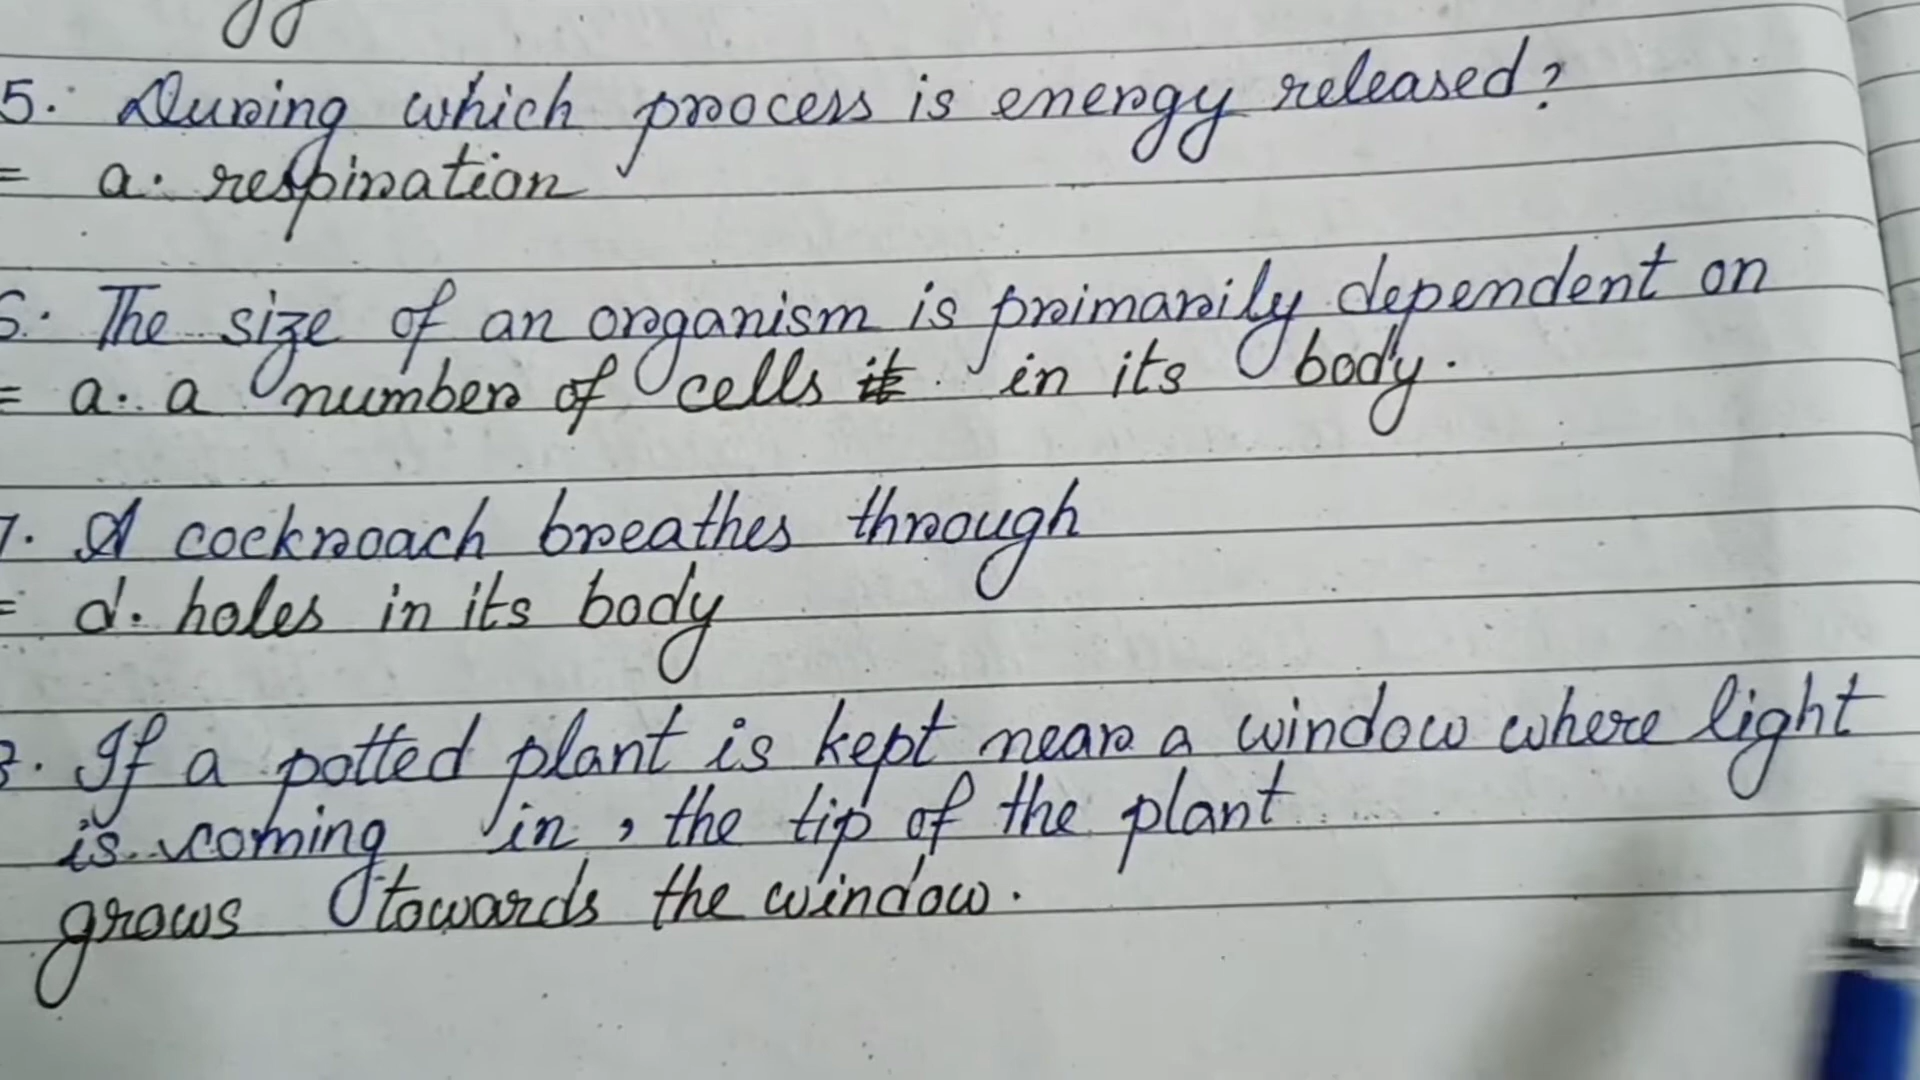 5. During which process is energy released?
= a. respiration
6. The size of an organism is primarily dependent on
= a. a number of cells in its body.
7. A cockroach breathes through
= d. holes in its body
8. If a potted plant is kept near a window where light
is coming in, the tip of the plant
grows towards the window.